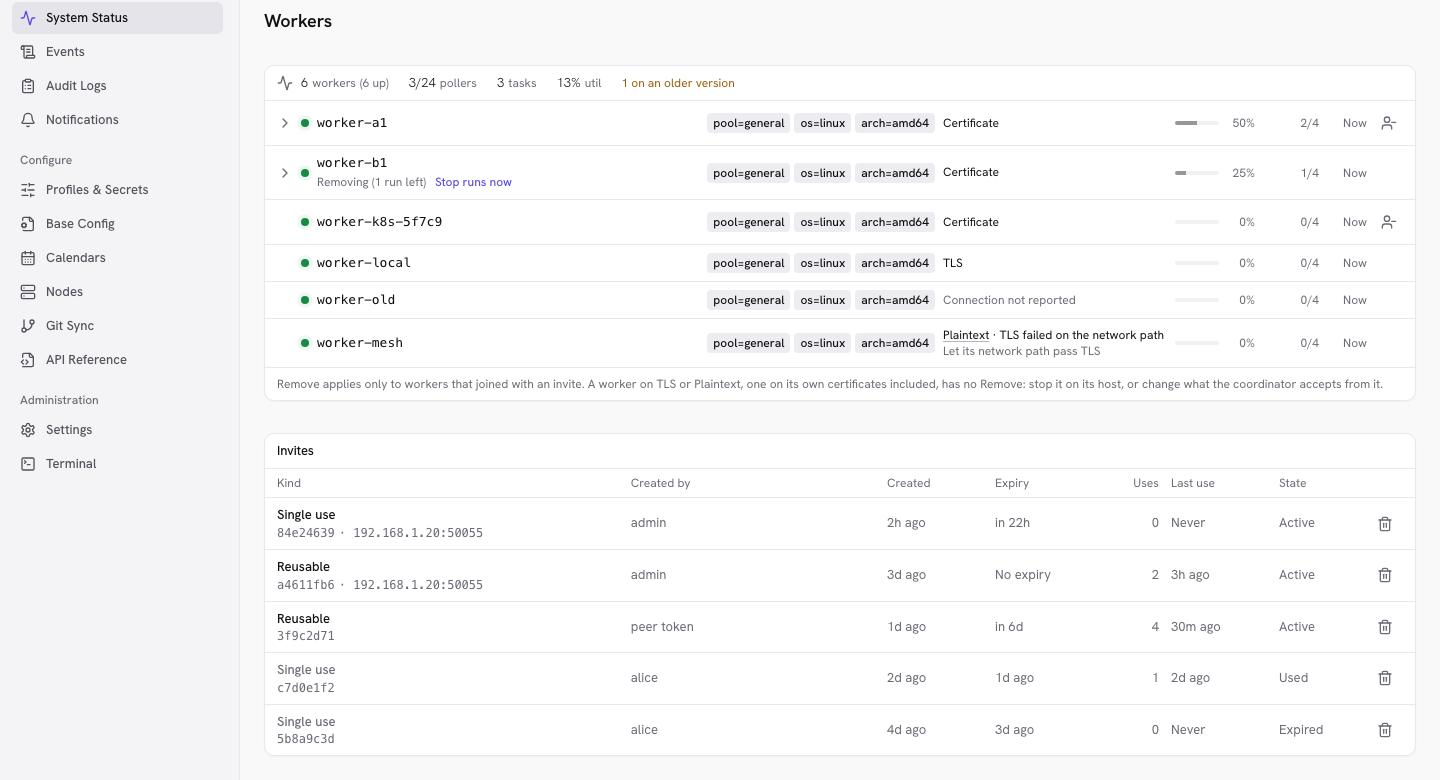 System Status
Events
Audit Logs
Notifications
Configure
Profiles & Secrets
Base Config
Calendars
Nodes
Git Sync
API Reference
Administration
Settings
Terminal
Workers
6 workers (6 up) 3/24 pollers 3 tasks 13% util 1 on an older version
worker-a1 pool=general os=linux arch=amd64 Certificate 50% 2/4 Now
worker-b1
Removing (1 run left) Stop runs now pool=general os=linux arch=amd64 Certificate 25% 1/4 Now
worker-k8s-5f7c9 pool=general os=linux arch=amd64 Certificate 0% 0/4 Now
worker-local pool=general os=linux arch=amd64 TLS 0% 0/4 Now
worker-old pool=general os=linux arch=amd64 Connection not reported 0% 0/4 Now
worker-mesh pool=general os=linux arch=amd64 Plaintext · TLS failed on the network path 0% 0/4 Now
Let its network path pass TLS
Remove applies only to workers that joined with an invite. A worker on TLS or Plaintext, one on its own certificates included, has no Remove: stop it on its host, or change what the coordinator accepts from it.
Invites
Kind Created by Created Expiry Uses Last use State
Single use
84e24639 · 192.168.1.20:50055 admin 2h ago in 22h 0 Never Active
Reusable
a4611fb6 · 192.168.1.20:50055 admin 3d ago No expiry 2 3h ago Active
Reusable
3f9c2d71 peer token 1d ago in 6d 4 30m ago Active
Single use
c7d0e1f2 alice 2d ago 1d ago 1 2d ago Used
Single use
5b8a9c3d alice 4d ago 3d ago 0 Never Expired